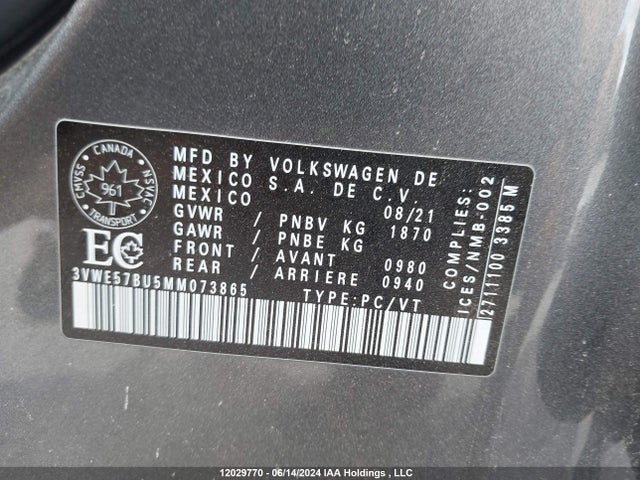 CANADA
CMVSS
961
NSVAC
TRANSPORT
EC
MFD BY VOLKSWAGEN DE
MEXICO S.A. DE C.V.
MEXICO 08/21
GVWR / PNBV KG 1870
GAWR / PNBE KG
FRONT / AVANT 0980
REAR / ARRIERE 0940
3VWE57BU5MM073865 TYPE:PC/VT
COMPLIES:
ICES/NMB-002
2711100 3385M
12029770 - 06/14/2024 IAA Holdings , LLC